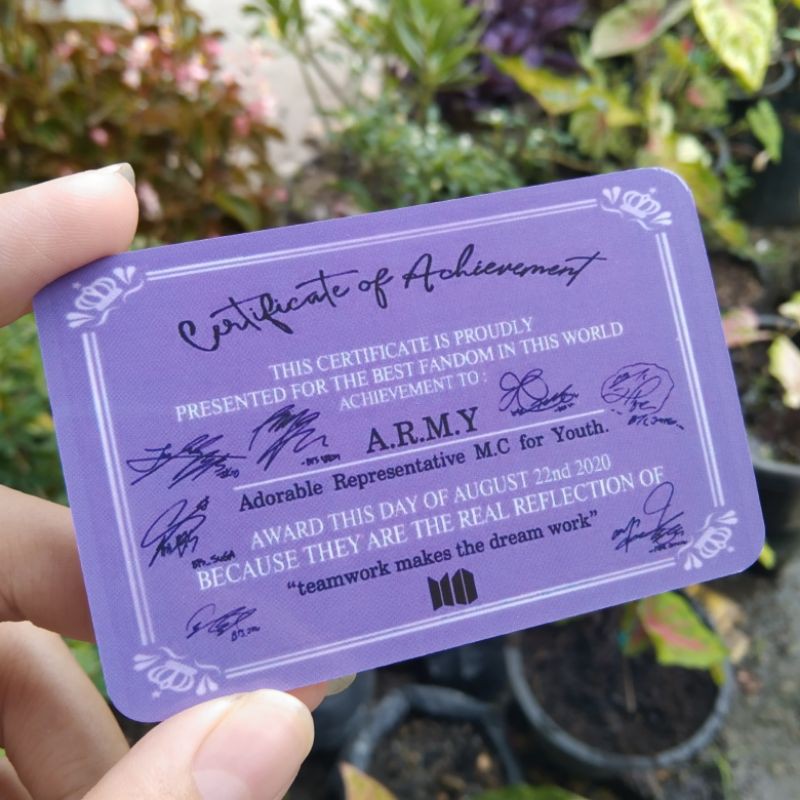 Certificate of Achievement
THIS CERTIFICATE IS PROUDLY
PRESENTED FOR THE BEST FANDOM IN THIS WORLD
ACHIEVEMENT TO :
A.R.M.Y
Adorable Representative M.C for Youth.
AWARD THIS DAY OF AUGUST 22nd 2020
BECAUSE THEY ARE THE REAL REFLECTION OF
BTS SUGA
“teamwork makes the dream work”